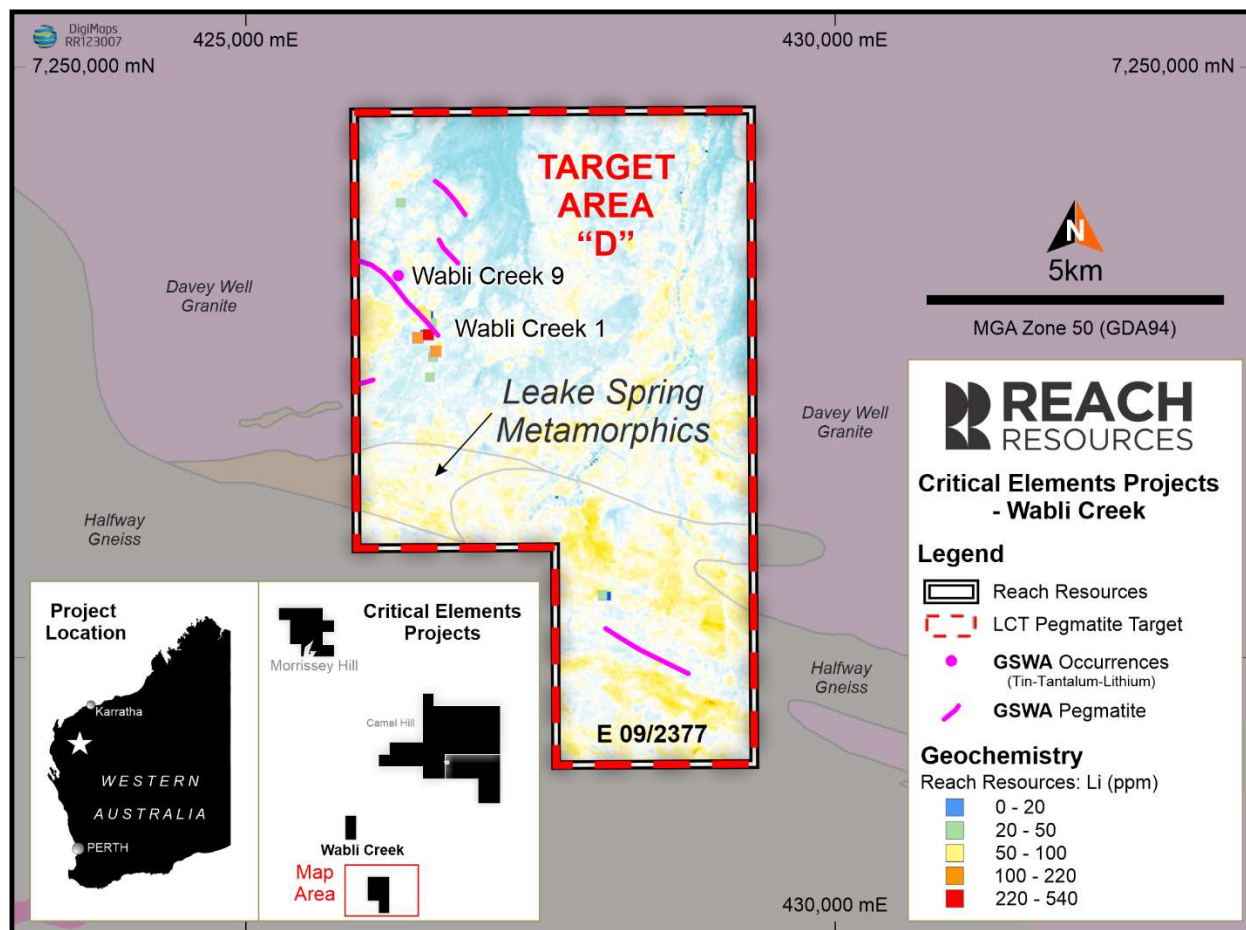 DigiMaps
RR123007
425,000 mE
430,000 mE
7,250,000 mN
7,250,000 mN
TARGET
AREA
“D”
Wabli Creek 9
Wabli Creek 1
Davey Well
Granite
Leake Spring
Metamorphics
Davey Well
Granite
Halfway
Gneiss
Halfway
Gneiss
E 09/2377
N
5km
MGA Zone 50 (GDA94)
REACH
RESOURCES
Critical Elements Projects
- Wabli Creek
Legend
Reach Resources
LCT Pegmatite Target
GSWA Occurrences
(Tin-Tantalum-Lithium)
GSWA Pegmatite
Geochemistry
Reach Resources: Li (ppm)
0 - 20
20 - 50
50 - 100
100 - 220
220 - 540
Project
Location
Karratha
WESTERN
AUSTRALIA
PERTH
Critical Elements
Projects
Morrissey Hill
Camel Hill
Wabli Creek
Map
Area
430,000 mE